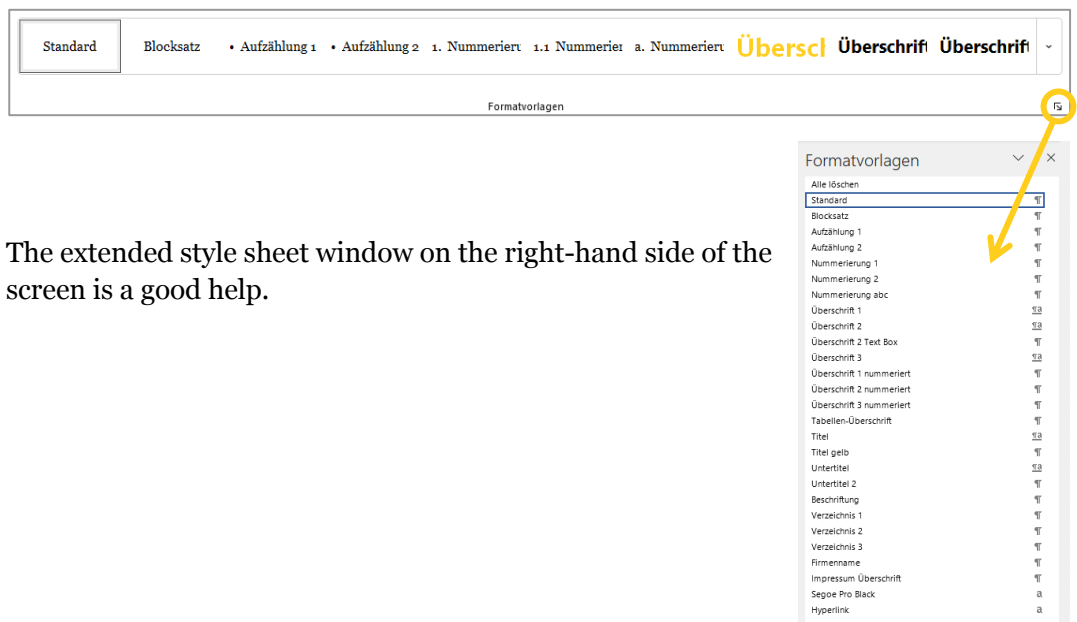 Standard Blocksatz • Aufzählung 1 • Aufzählung 2 1. Nummerieru 1.1 Nummerier a. Nummerieru Überscl Überschrift Überschrift
Formatvorlagen
Formatvorlagen
Alle löschen
Standard ¶
Blocksatz ¶
Aufzählung 1 ¶
Aufzählung 2 ¶
The extended style sheet window on the right-hand side of the
screen is a good help.
Nummerierung 1 ¶
Nummerierung 2 ¶
Nummerierung abc ¶
Überschrift 1 ¶a
Überschrift 2 ¶a
Überschrift 2 Text Box ¶
Überschrift 3 ¶a
Überschrift 1 nummeriert ¶
Überschrift 2 nummeriert ¶
Überschrift 3 nummeriert ¶
Tabellen-Überschrift ¶
Titel ¶a
Titel gelb ¶
Untertitel ¶a
Untertitel 2 ¶
Beschriftung ¶
Verzeichnis 1 ¶
Verzeichnis 2 ¶
Verzeichnis 3 ¶
Firmenname ¶
Impressum Überschrift ¶
Segoe Pro Black a
Hyperlink a